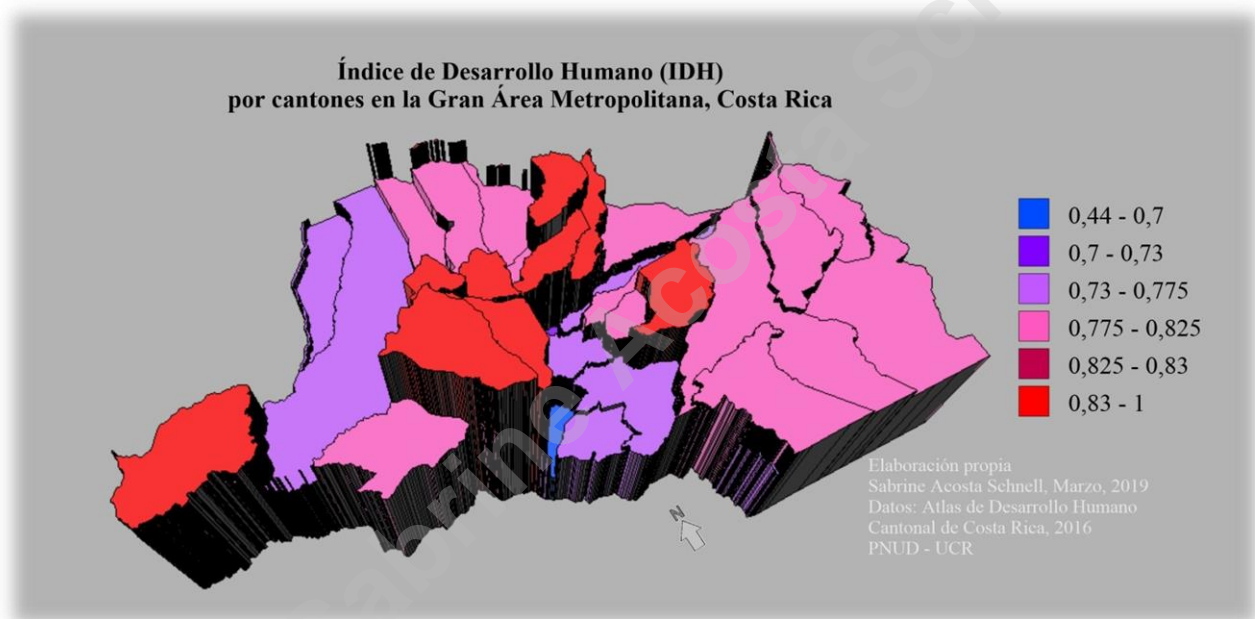 Índice de Desarrollo Humano (IDH)
por cantones en la Gran Área Metropolitana, Costa Rica
0,44 - 0,7
0,7 - 0,73
0,73 - 0,775
0,775 - 0,825
0,825 - 0,83
0,83 - 1
Elaboración propia
Sabrine Acosta Schnell, Marzo, 2019
Datos: Atlas de Desarrollo Humano
Cantonal de Costa Rica, 2016
PNUD - UCR
N
Sabrine Acosta